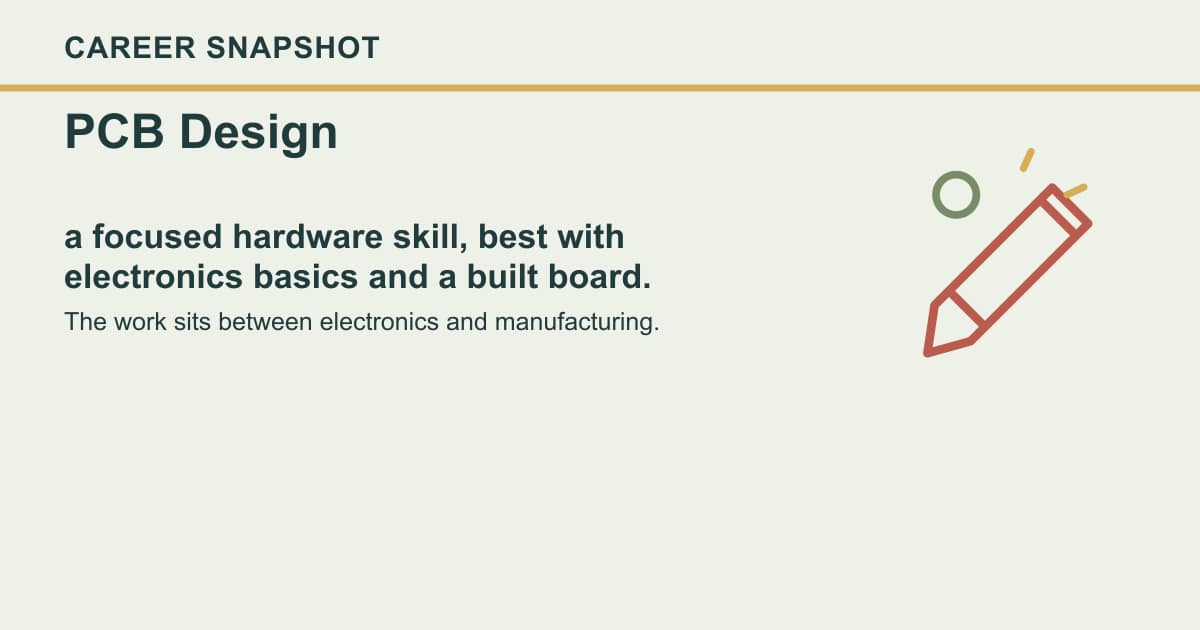 CAREER SNAPSHOT
PCB Design
a focused hardware skill, best with
electronics basics and a built board.
The work sits between electronics and manufacturing.